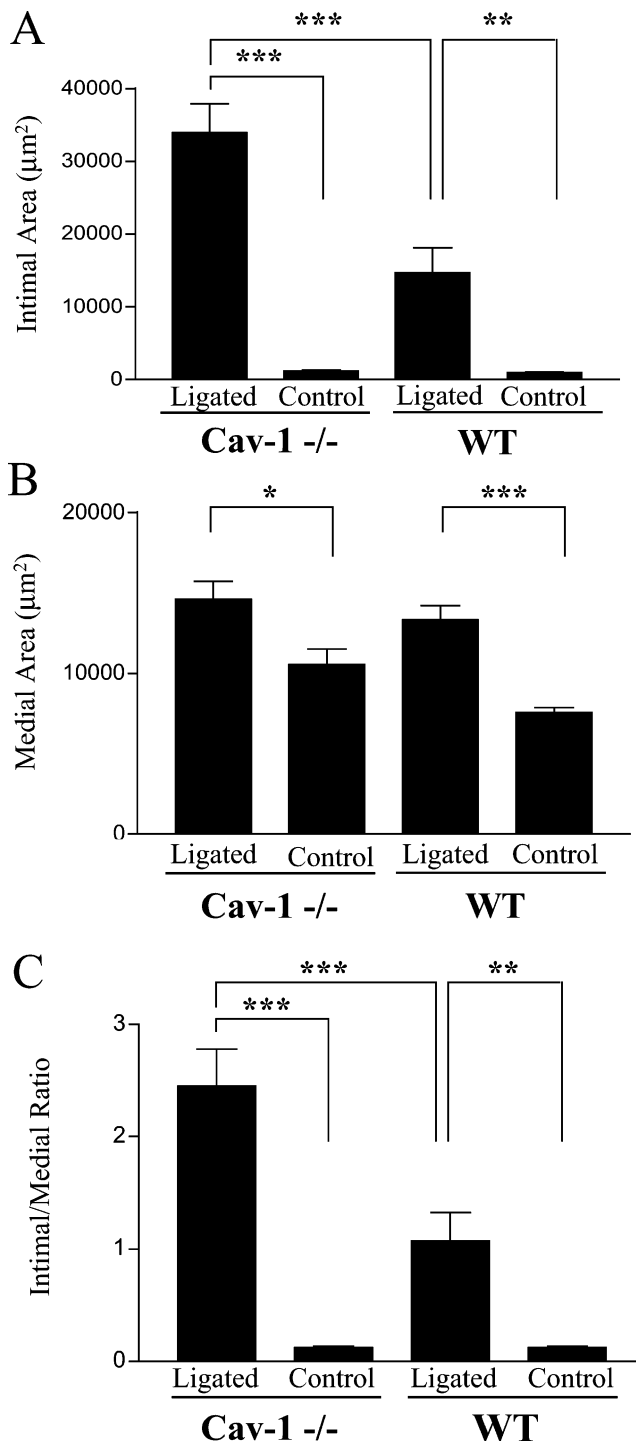 A
*** **
***
Intimal Area (μm²)
40000
30000
20000
10000
0
Ligated Control Ligated Control
Cav-1 -/- WT
B
* ***
Medial Area (μm²)
20000
10000
0
Ligated Control Ligated Control
Cav-1 -/- WT
C
*** **
***
Intimal/Medial Ratio
3
2
1
0
Ligated Control Ligated Control
Cav-1 -/- WT